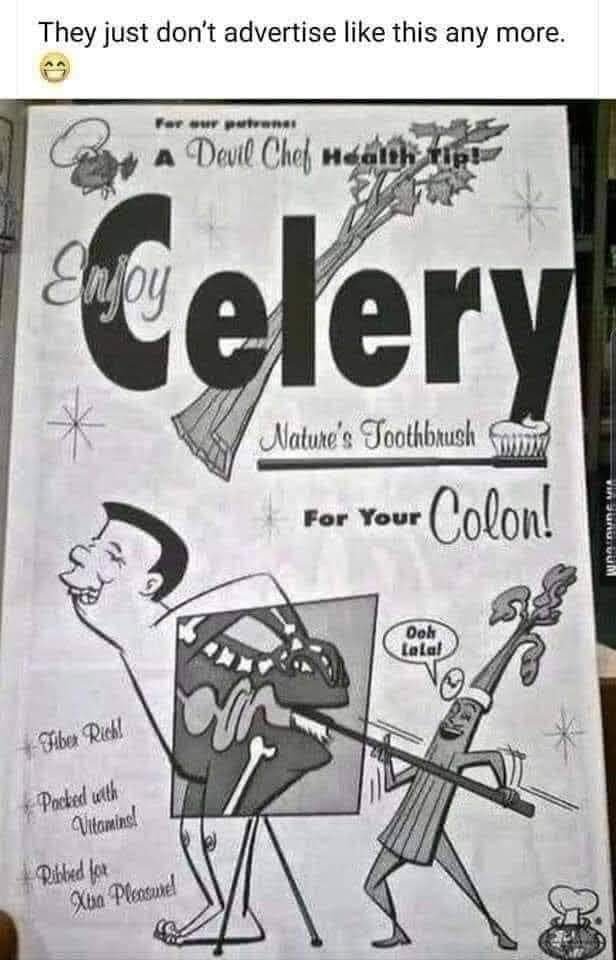 They just don't advertise like this any more.
😁
For our patrons:
A Devil Chef Health Tip!
Enjoy
Celery
Nature's Toothbrush
For Your Colon!
Ooh
LaLa!
Fiber Rich!
Packed with
Vitamins!
Ribbed for
Xtra Pleasure!